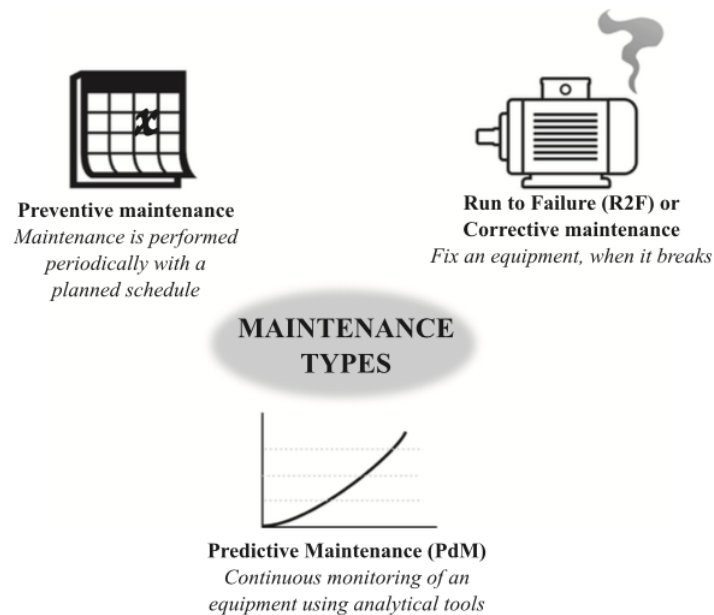 Preventive maintenance
Maintenance is performed
periodically with a
planned schedule
Run to Failure (R2F) or
Corrective maintenance
Fix an equipment, when it breaks
MAINTENANCE
TYPES
Predictive Maintenance (PdM)
Continuous monitoring of an
equipment using analytical tools